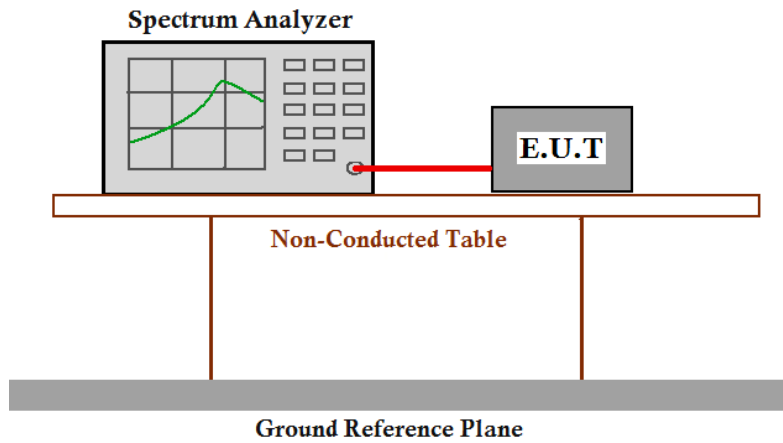 Spectrum Analyzer
E.U.T
Non-Conducted Table
Ground Reference Plane